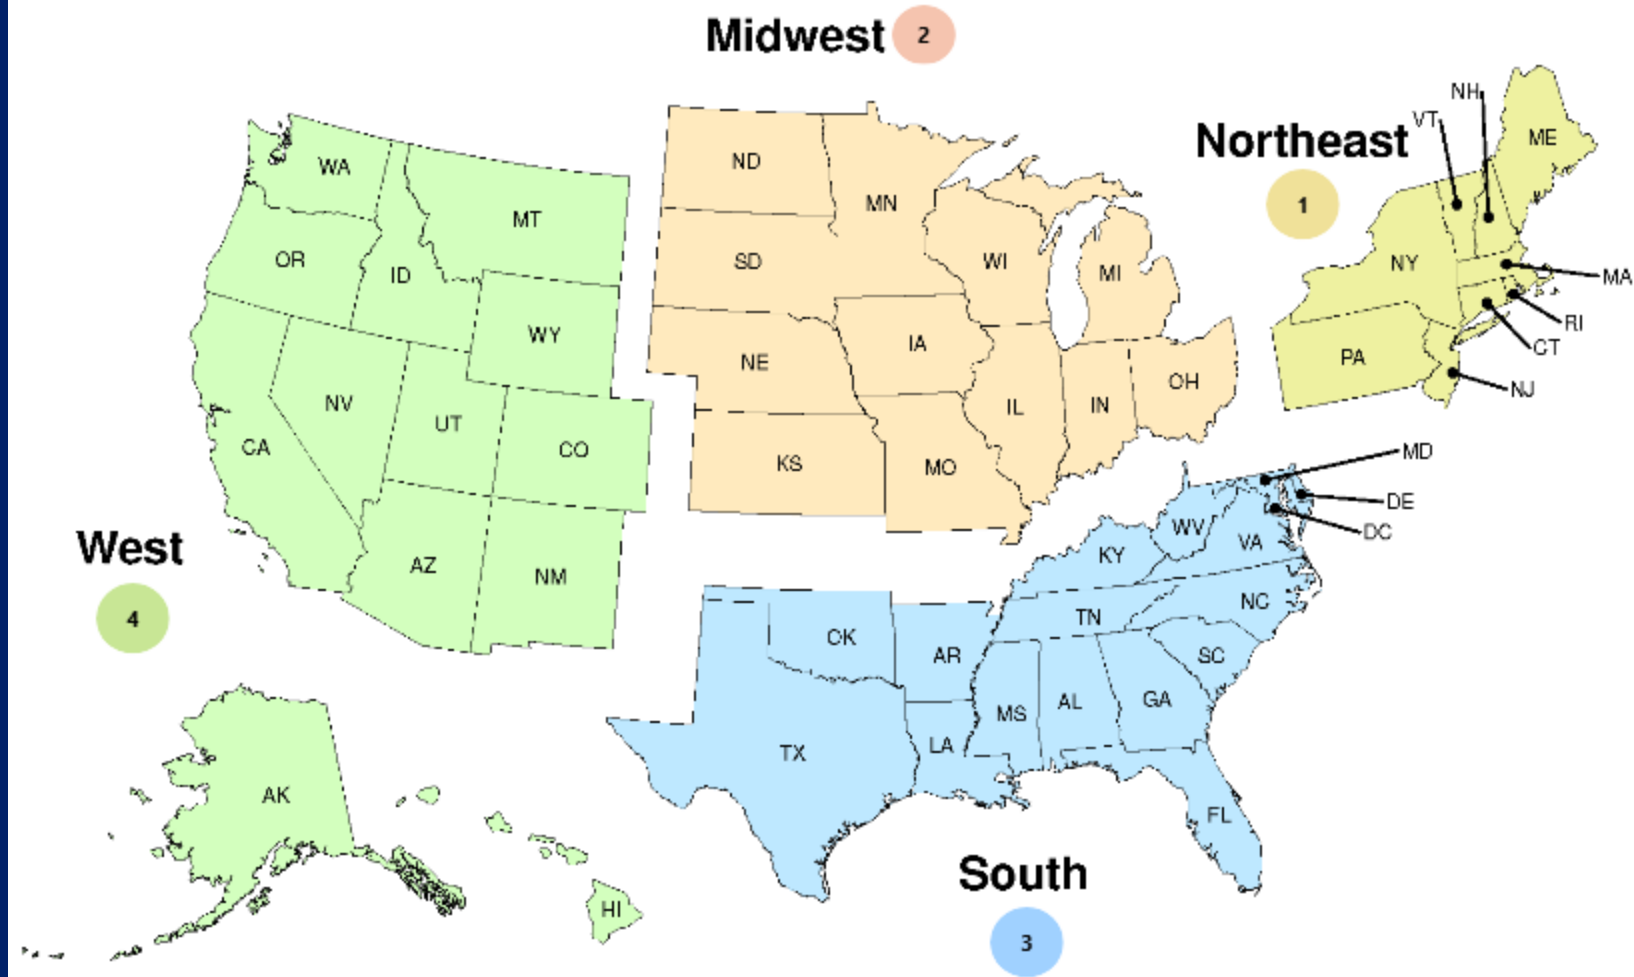 Midwest 2
Northeast
1
NH
VT
ME
WA
MT
ND
MN
OR
ID
SD
WI
MI
NY
MA
WY
NE
IA
RI
CT
PA
NJ
NV
UT
CO
IL
IN
OH
CA
KS
MO
MD
DE
DC
West
4
AZ
NM
WV
VA
KY
NC
TN
OK
AR
SC
MS
AL
GA
LA
TX
FL
AK
HI
South
3